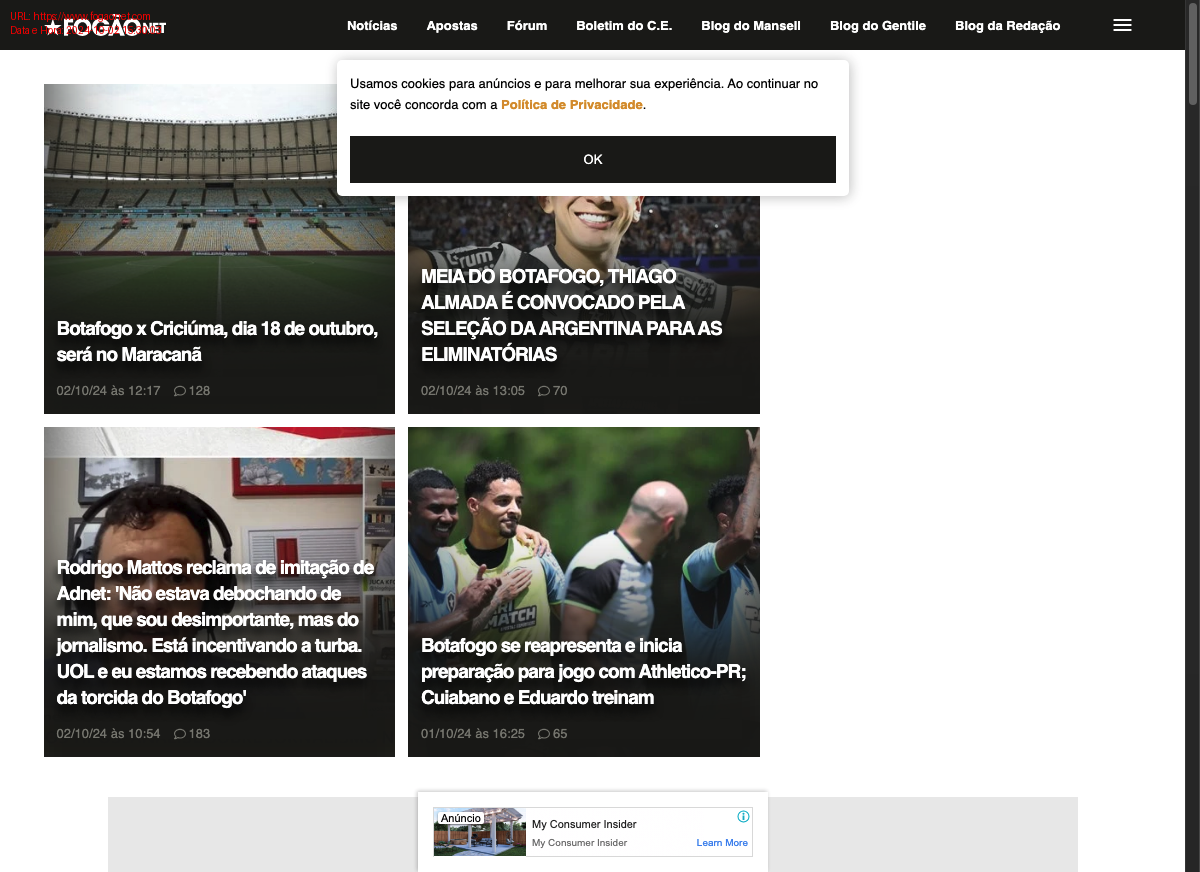 URL: https://www.fogaonet.com
FOGÃONET
Notícias Apostas Fórum Boletim do C.E. Blog do Mansell Blog do Gentile Blog da Redação
Usamos cookies para anúncios e para melhorar sua experiência. Ao continuar no
site você concorda com a Política de Privacidade.
OK
Botafogo x Criciúma, dia 18 de outubro,
será no Maracanã
02/10/24 às 12:17 128
MEIA DO BOTAFOGO, THIAGO
ALMADA É CONVOCADO PELA
SELEÇÃO DA ARGENTINA PARA AS
ELIMINATÓRIAS
02/10/24 às 13:05 70
Rodrigo Mattos reclama de imitação de
Adnet: 'Não estava debochando de
mim, que sou desimportante, mas do
jornalismo. Está incentivando a turba.
UOL e eu estamos recebendo ataques
da torcida do Botafogo'
02/10/24 às 10:54 183
Botafogo se reapresenta e inicia
preparação para jogo com Athletico-PR;
Cuiabano e Eduardo treinam
01/10/24 às 16:25 65
Anúncio
My Consumer Insider
My Consumer Insider
Learn More